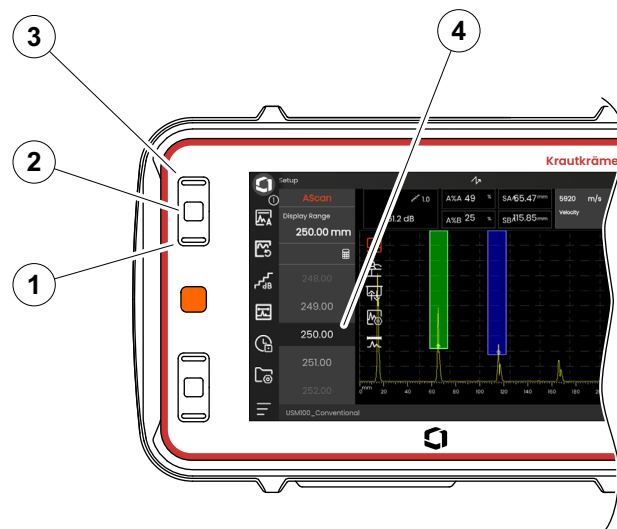 3
4
2
1
Krautkräme
Setup
AScan
Display Range
250.00 mm
248.00
249.00
250.00
251.00
252.00
1.0
A%A 49 %
SA 65.47 mm
5920 m/s
Velocity
1.2 dB
A%B 25 %
SB 115.85 mm
dB
mm 20 40 60 80 100 120 140 160 180
USM100_Conventional